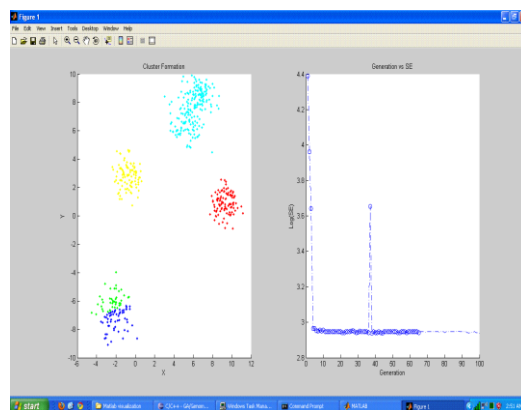 Figure 1
File Edit View Insert Tools Desktop Window Help
Cluster Formation
10
8
6
4
2
0
-2
-4
-6
-8
-10
Y
-6 -4 -2 0 2 4 6 8 10 12
X
Generation vs SE
4.4
4.2
4
3.8
3.6
3.4
3.2
3
2.8
Log(SE)
0 10 20 30 40 50 60 70 80 90 100
Generation
start
Matlab visualization
Windows Task Mana...
Command Prompt
MATLAB
Figure 1